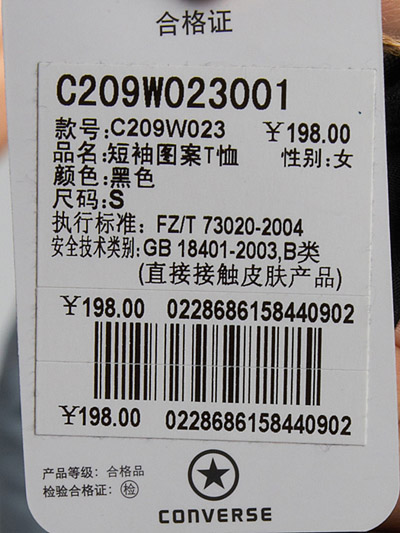 合格证
C209W023001
款号:C209W023 ¥198.00
品名:短袖图案T恤 性别:女
颜色:黑色
尺码:S
执行标准: FZ/T 73020-2004
安全技术类别:GB 18401-2003,B类
(直接接触皮肤产品)
¥198.00 0228686158440902
¥198.00 0228686158440902
产品等级: 合格品
检验合格证: 检
CONVERSE